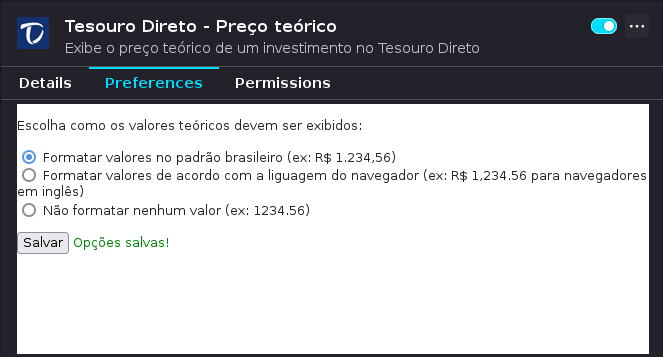 Tesouro Direto - Preço teórico
Exibe o preço teórico de um investimento no Tesouro Direto
Details Preferences Permissions
Escolha como os valores teóricos devem ser exibidos:
Formatar valores no padrão brasileiro (ex: R$ 1.234,56)
Formatar valores de acordo com a liguagem do navegador (ex: R$ 1,234.56 para navegadores
em inglês)
Não formatar nenhum valor (ex: 1234.56)
Salvar Opções salvas!